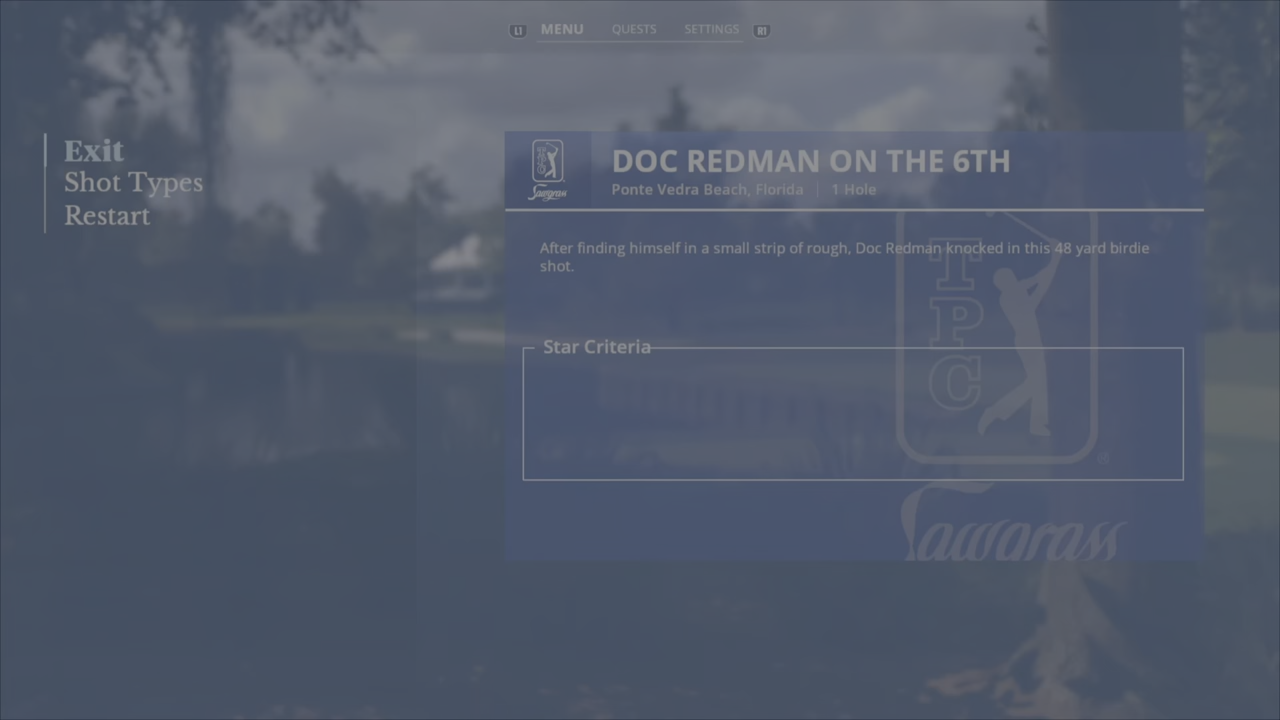 L1 MENU QUESTS SETTINGS R1
Exit
Shot Types
Restart
DOC REDMAN ON THE 6TH
Ponte Vedra Beach, Florida | 1 Hole
Sawgrass
After finding himself in a small strip of rough, Doc Redman knocked in this 48 yard birdie
shot.
Star Criteria
TPC
®
Sawgrass